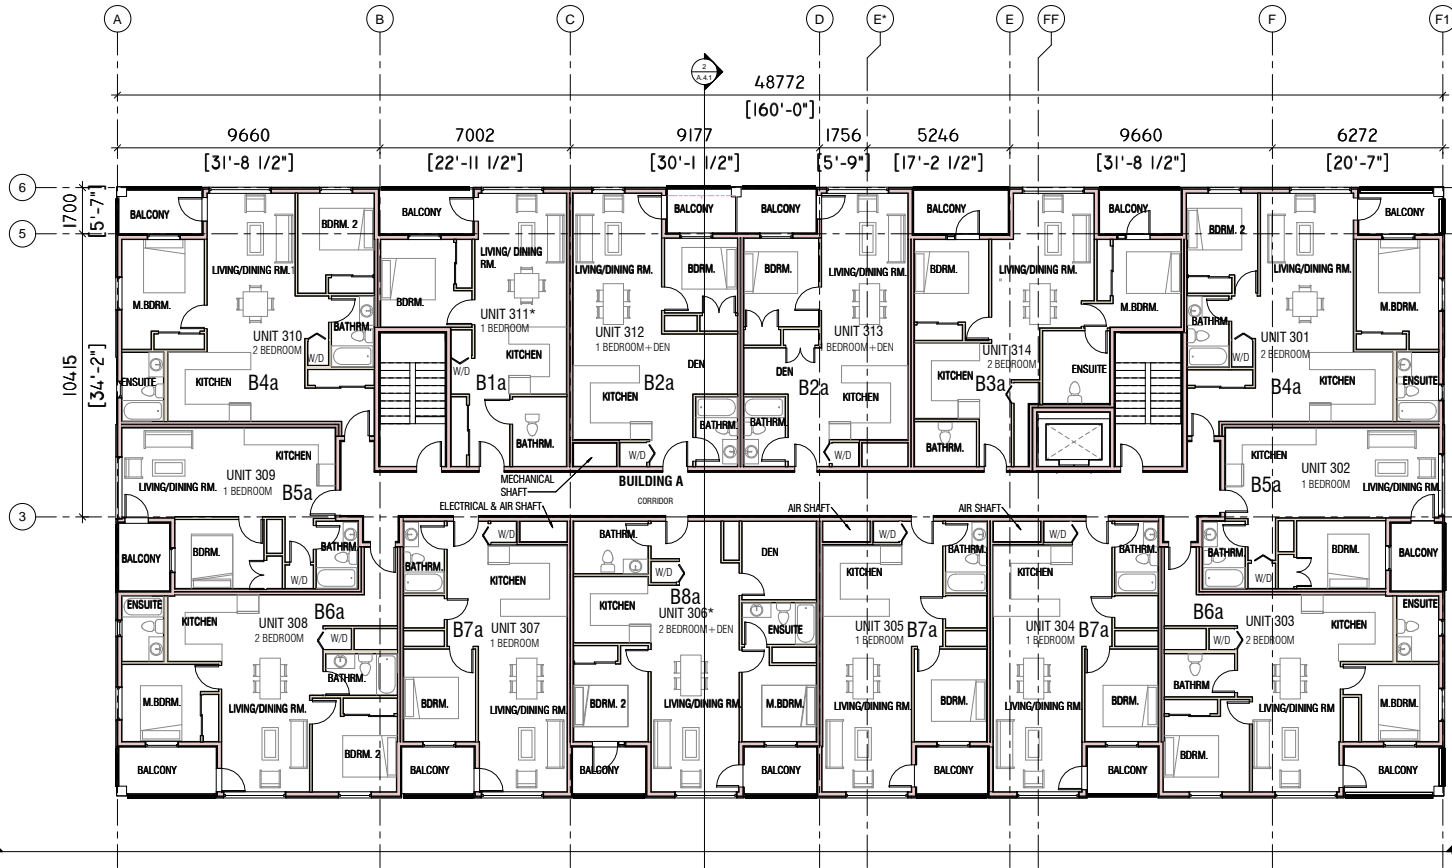 A B C D E* E FF F F1
2
A.4.1
48772
[160'-0"]
9660 7002 9177 1756 5246 9660 6272
[31'-8 1/2"] [22'-11 1/2"] [30'-1 1/2"] [5'-9"] [17'-2 1/2"] [31'-8 1/2"] [20'-7"]
6
1700
[5'-7"]
5
10415
[34'-2"]
3
BALCONY
BDRM. 2
LIVING/DINING RM.
M.BDRM.
UNIT 310
2 BEDROOM
BATHRM.
W/D
ENSUITE
KITCHEN
B4a
BALCONY
LIVING/ DINING
RM.
BDRM.
UNIT 311*
1 BEDROOM
KITCHEN
W/D
B1a
BATHRM.
BALCONY
LIVING/DINING RM.
BDRM.
UNIT 312
1 BEDROOM+DEN
DEN
KITCHEN
B2a
BATHRM.
W/D
BALCONY
BDRM.
LIVING/DINING RM.
UNIT 313
BEDROOM+DEN
DEN
B2a
KITCHEN
BATHRM.
W/D
BALCONY
BDRM.
LIVING/DINING RM.
M.BDRM.
UNIT 314
2 BEDROOM
KITCHEN
B3a
ENSUITE
BATHRM.
BALCONY
BALCONY
BDRM. 2
LIVING/DINING RM.
M.BDRM.
BATHRM.
UNIT 301
2 BEDROOM
W/D
KITCHEN
B4a
ENSUITE
KITCHEN
UNIT 309
1 BEDROOM
B5a
LIVING/DINING RM.
BALCONY
BDRM.
BATHRM.
W/D
MECHANICAL
SHAFT
BUILDING A
CORRIDOR
ELECTRICAL & AIR SHAFT
AIR SHAFT
AIR SHAFT
KITCHEN
UNIT 302
1 BEDROOM
B5a
LIVING/DINING RM.
BATHRM.
BDRM.
BALCONY
W/D
ENSUITE
KITCHEN
UNIT 308
2 BEDROOM
B6a
W/D
BATHRM.
M.BDRM.
LIVING/DINING RM.
BDRM. 2
BALCONY
W/D
BATHRM.
KITCHEN
B7a
UNIT 307
1 BEDROOM
BDRM.
LIVING/DINING RM.
BALCONY
BATHRM.
DEN
W/D
KITCHEN
B8a
UNIT 306*
2 BEDROOM+DEN
ENSUITE
BDRM. 2
LIVING/DINING RM.
M.BDRM.
BALCONY
BALCONY
W/D
BATHRM.
KITCHEN
UNIT 305
1 BEDROOM
B7a
BDRM.
LIVING/DINING RM.
BALCONY
W/D
BATHRM.
KITCHEN
UNIT 304
1 BEDROOM
B7a
BDRM.
LIVING/DINING RM.
BALCONY
B6a
UNIT 303
2 BEDROOM
W/D
KITCHEN
ENSUITE
BATHRM
M.BDRM.
LIVING/DINING RM
BDRM.
BALCONY